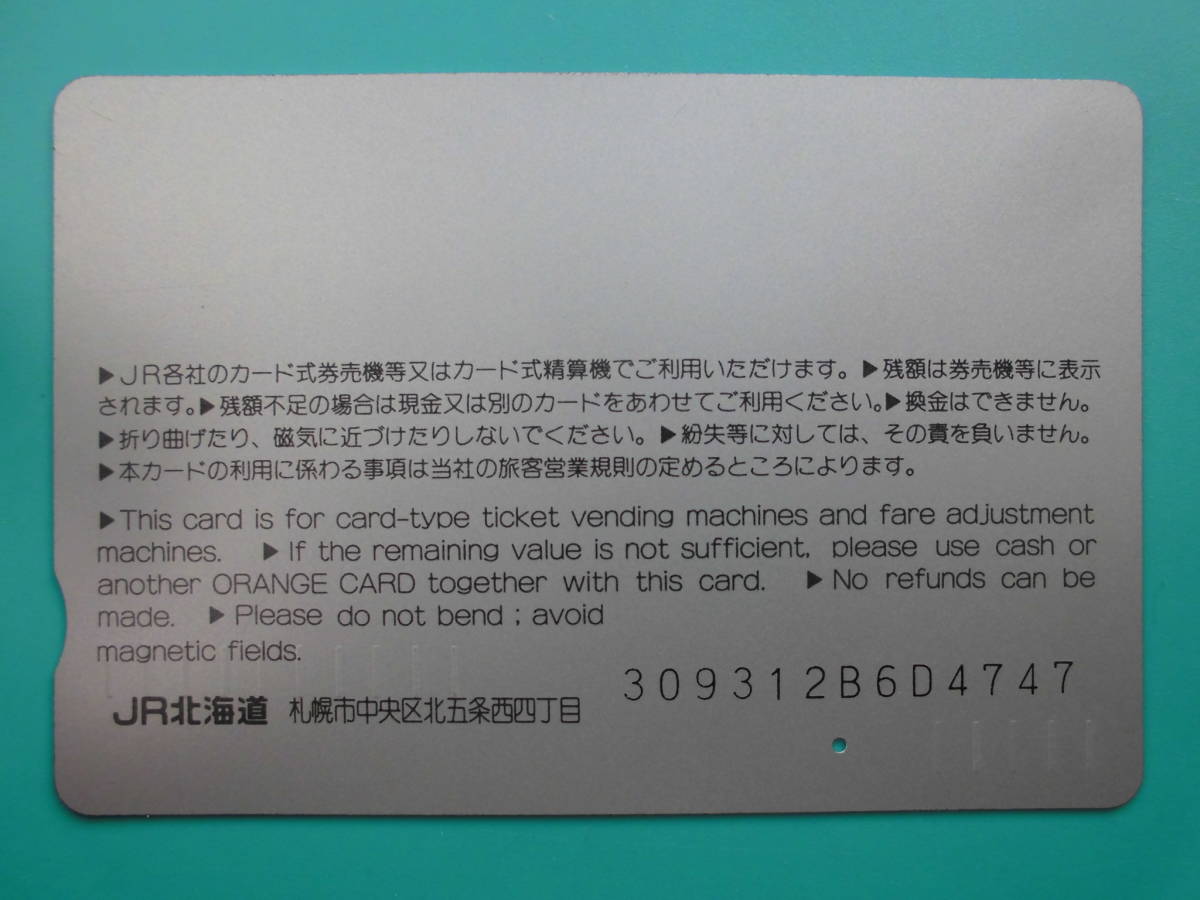 ▶JR各社のカード式券売機等又はカード式精算機でご利用いただけます。▶残額は券売機等に表示
されます。▶残額不足の場合は現金又は別のカードをあわせてご利用ください。▶換金はできません。
▶折り曲げたり、磁気に近づけたりしないでください。▶紛失等に対しては、その責を負いません。
▶本カードの利用に係わる事項は当社の旅客営業規則の定めるところによります。
▶This card is for card-type ticket vending machines and fare adjustment
machines. ▶If the remaining value is not sufficient, please use cash or
another ORANGE CARD together with this card. ▶No refunds can be
made. ▶Please do not bend ; avoid
magnetic fields.
309312B6D4747
JR北海道 札幌市中央区北五条西四丁目